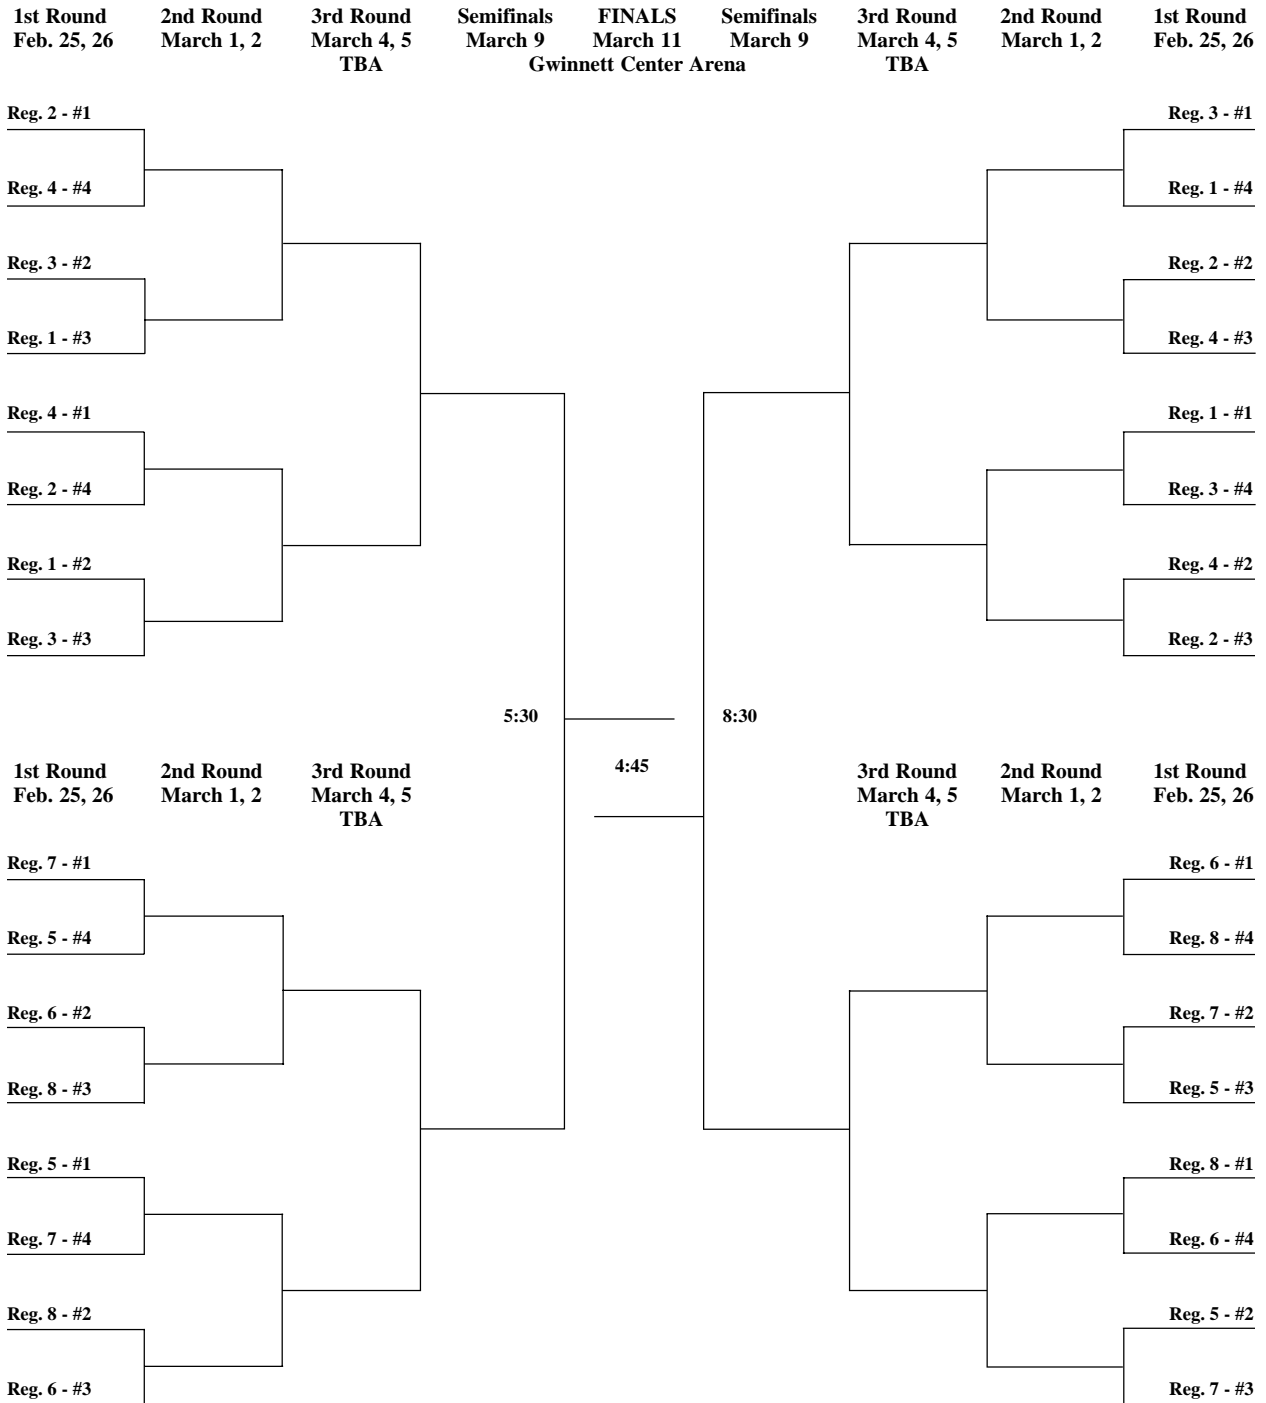 1st Round 2nd Round 3rd Round Semifinals FINALS Semifinals 3rd Round 2nd Round 1st Round
Feb. 25, 26 March 1, 2 March 4, 5 March 9 March 11 March 9 March 4, 5 March 1, 2 Feb. 25, 26
TBA Gwinnett Center Arena TBA
Reg. 2 - #1 Reg. 3 - #1
Reg. 4 - #4 Reg. 1 - #4
Reg. 3 - #2 Reg. 2 - #2
Reg. 1 - #3 Reg. 4 - #3
Reg. 4 - #1 Reg. 1 - #1
Reg. 2 - #4 Reg. 3 - #4
Reg. 1 - #2 Reg. 4 - #2
Reg. 3 - #3 Reg. 2 - #3
5:30 8:30
4:45
1st Round 2nd Round 3rd Round 3rd Round 2nd Round 1st Round
Feb. 25, 26 March 1, 2 March 4, 5 March 4, 5 March 1, 2 Feb. 25, 26
TBA TBA
Reg. 7 - #1 Reg. 6 - #1
Reg. 5 - #4 Reg. 8 - #4
Reg. 6 - #2 Reg. 7 - #2
Reg. 8 - #3 Reg. 5 - #3
Reg. 5 - #1 Reg. 8 - #1
Reg. 7 - #4 Reg. 6 - #4
Reg. 8 - #2 Reg. 5 - #2
Reg. 6 - #3 Reg. 7 - #3